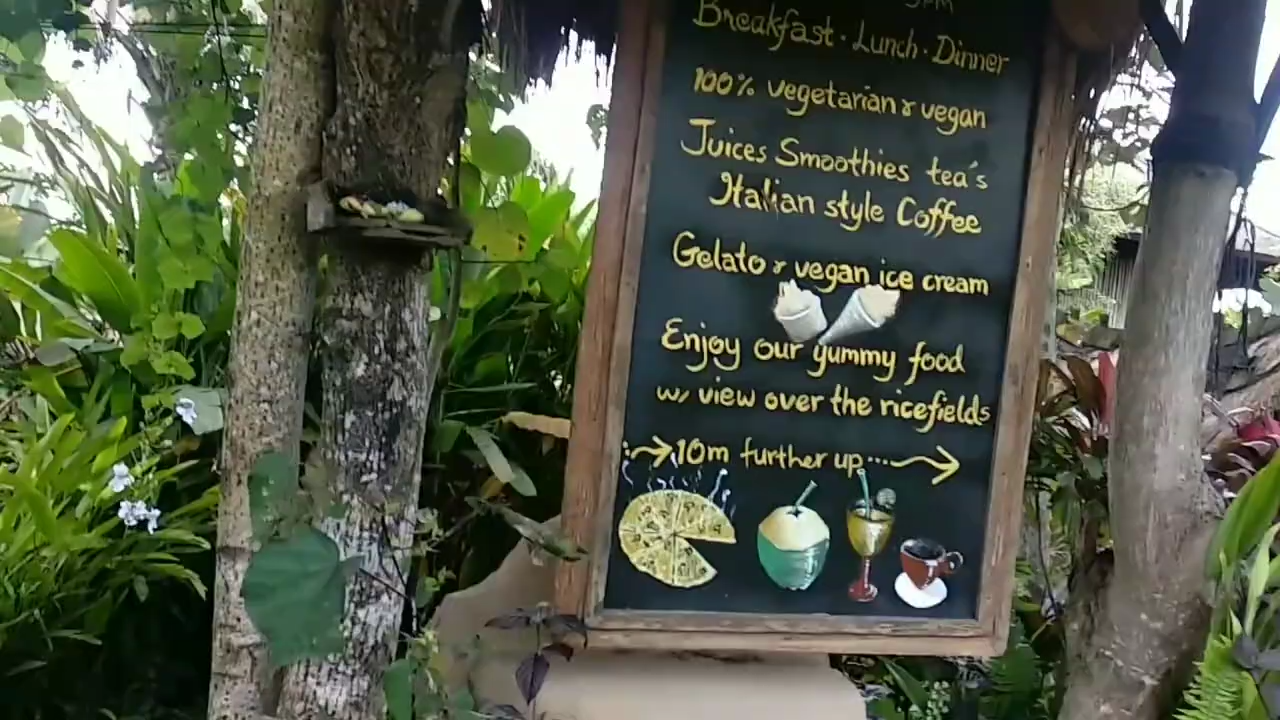 Breakfast · Lunch · Dinner
100% vegetarian & vegan
Juices Smoothies tea's
Italian style Coffee
Gelato & vegan ice cream
Enjoy our yummy food
w/ view over the ricefields
→ 10m further up ... →